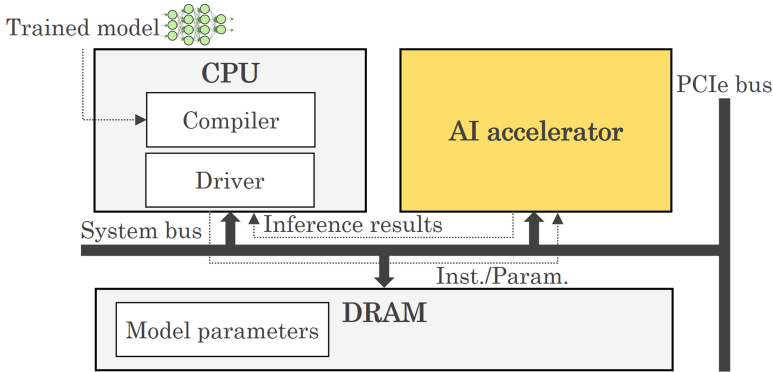 Trained model
CPU
Compiler
Driver
AI accelerator
PCIe bus
System bus
Inference results
Inst./Param.
DRAM
Model parameters